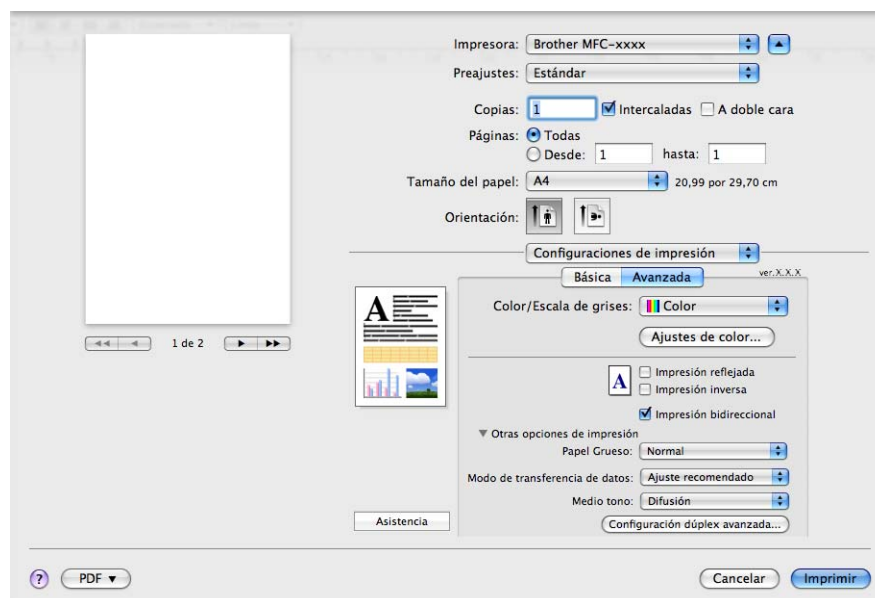 Impresora: Brother MFC-xxxx
Preajustes: Estándar
Copias: 1 Intercaladas A doble cara
Páginas: Todas
Desde: 1 hasta: 1
Tamaño del papel: A4 20,99 por 29,70 cm
Orientación:
Configuraciones de impresión
Básica Avanzada ver.X.X.X
Color/Escala de grises: Color
Ajustes de color...
1 de 2
A
A Impresión reflejada
Impresión inversa
Impresión bidireccional
Otras opciones de impresión
Papel Grueso: Normal
Modo de transferencia de datos: Ajuste recomendado
Medio tono: Difusión
Asistencia Configuración dúplex avanzada...
? PDF Cancelar Imprimir